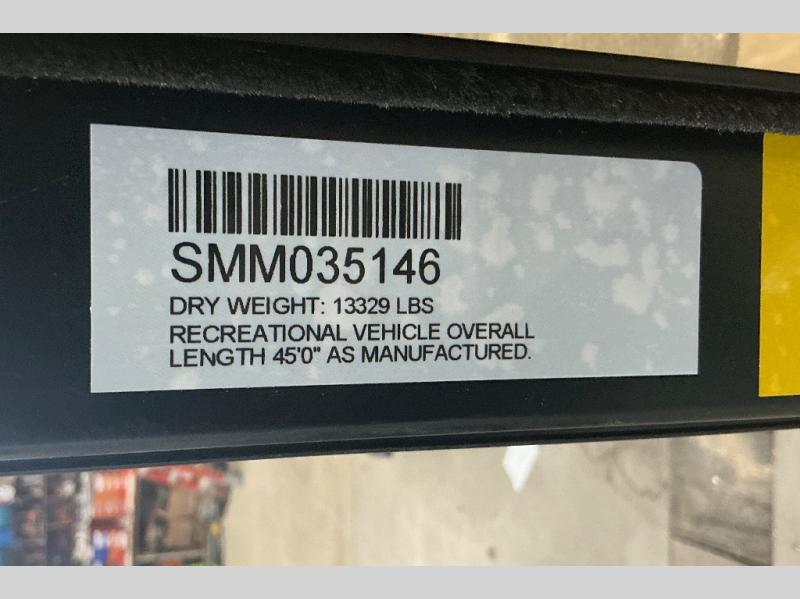 SMM035146
DRY WEIGHT: 13329 LBS
RECREATIONAL VEHICLE OVERALL
LENGTH 45'0" AS MANUFACTURED.